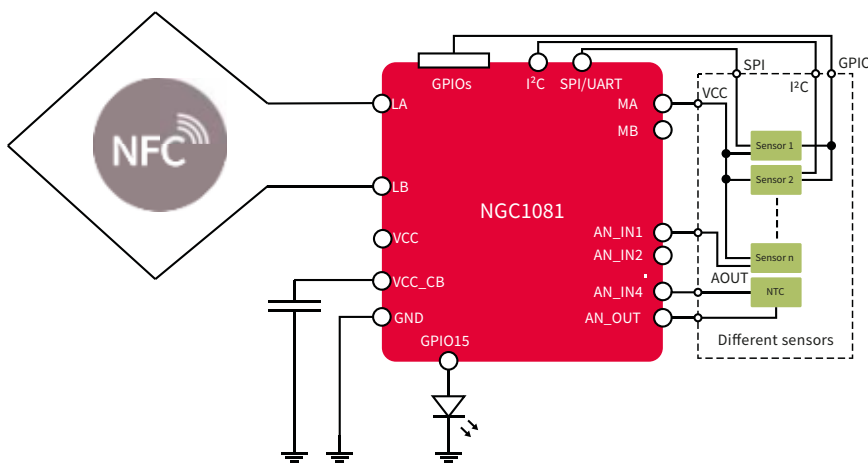 GPIOs
I²C
SPI/UART
SPI
I²C
GPIO
VCC
LA
MA
MB
NFC
LB
NGC1081
VCC
VCC_CB
GND
GPIO15
AN_IN1
AN_IN2
AN_IN4
AN_OUT
AOUT
Sensor 1
Sensor 2
Sensor n
NTC
Different sensors